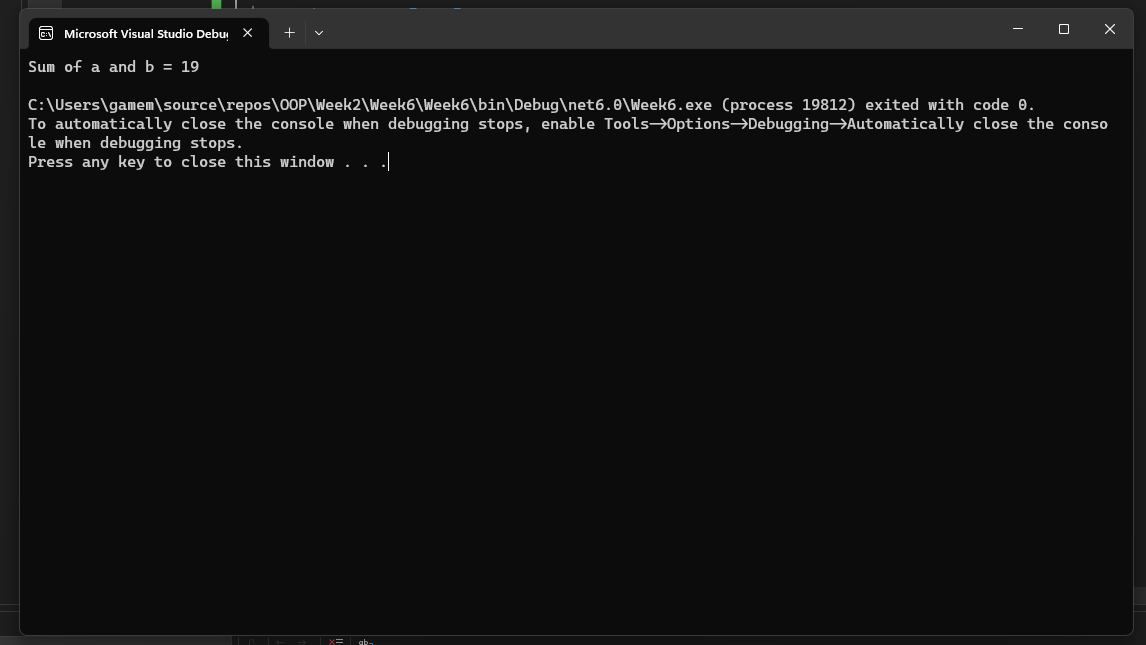 Microsoft Visual Studio Debu
Sum of a and b = 19
C:\Users\gamem\source\repos\OOP\Week2\Week6\Week6\bin\Debug\net6.0\Week6.exe (process 19812) exited with code 0.
To automatically close the console when debugging stops, enable Tools->Options->Debugging->Automatically close the conso
le when debugging stops.
Press any key to close this window . . .